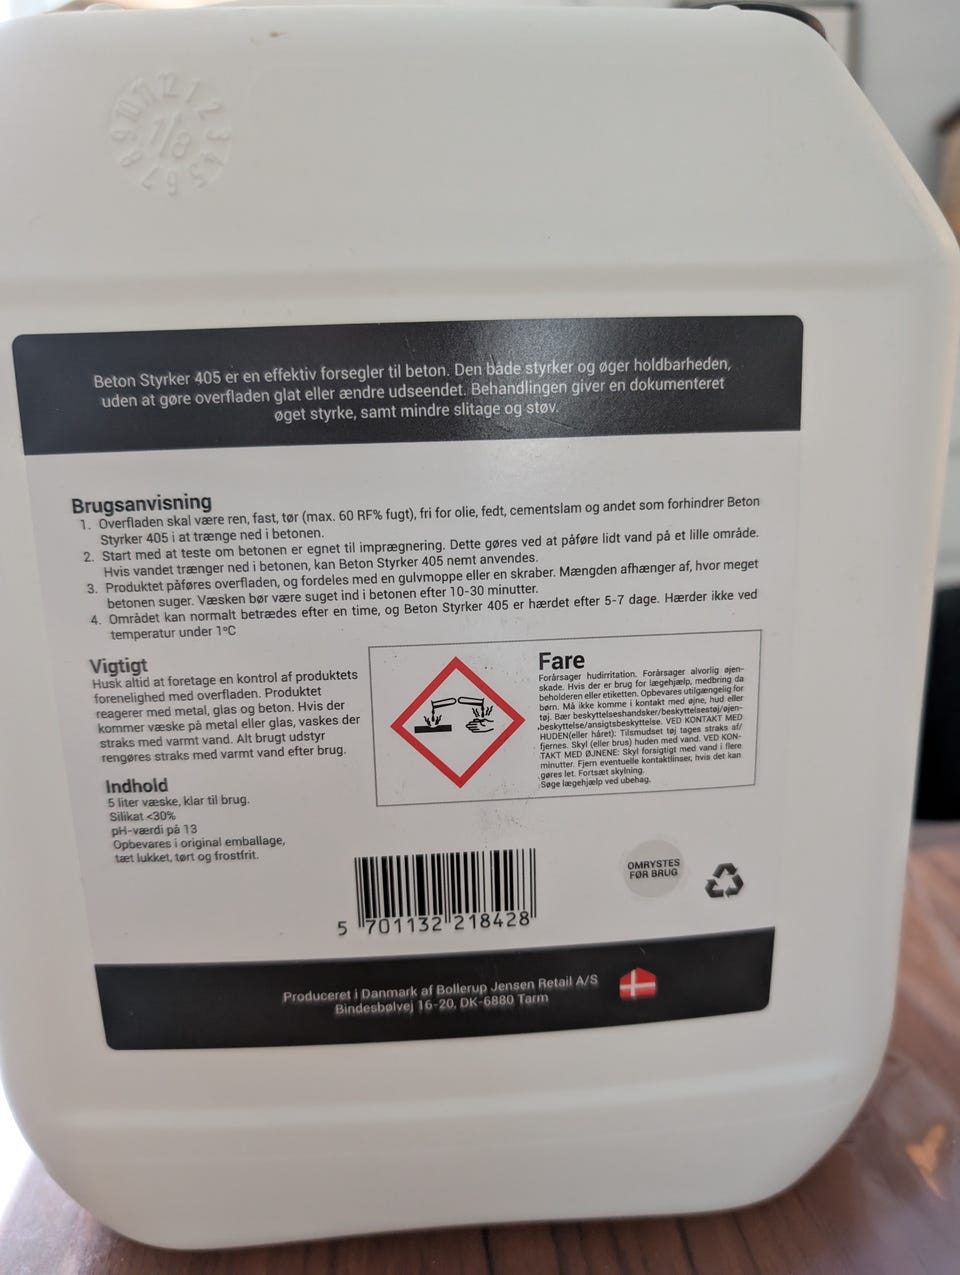 10 11 12 1 2 3 4 5 6 7 8 9
1/8
Beton Styrker 405 er en effektiv forsegler til beton. Den både styrker og øger holdbarheden,
uden at gøre overfladen glat eller ændre udseendet. Behandlingen giver en dokumenteret
øget styrke, samt mindre slitage og støv.
Brugsanvisning
1. Overfladen skal være ren, fast, tør (max. 60 RF% fugt), fri for olie, fedt, cementslam og andet som forhindrer Beton
Styrker 405 i at trænge ned i betonen.
2. Start med at teste om betonen er egnet til imprægnering. Dette gøres ved at påføre lidt vand på et lille område.
Hvis vandet trænger ned i betonen, kan Beton Styrker 405 nemt anvendes.
3. Produktet påføres overfladen, og fordeles med en gulvmoppe eller en skraber. Mængden afhænger af, hvor meget
betonen suger. Væsken bør være suget ind i betonen efter 10-30 minutter.
4. Området kan normalt betrædes efter en time, og Beton Styrker 405 er hærdet efter 5-7 dage. Hærder ikke ved
temperatur under 1°C
Vigtigt
Husk altid at foretage en kontrol af produktets
forenelighed med overfladen. Produktet
reagerer med metal, glas og beton. Hvis der
kommer væske på metal eller glas, vaskes der
straks med varmt vand. Alt brugt udstyr
rengøres straks med varmt vand efter brug.
Indhold
5 liter væske, klar til brug.
Silikat <30%
pH-værdi på 13
Opbevares i original emballage,
tæt lukket, tørt og frostfrit.
Fare
Forårsager hudirritation. Forårsager alvorlig øjen-
skade. Hvis der er brug for lægehjælp, medbring da
beholderen eller etiketten. Opbevares utilgængelig for
børn. Må ikke komme i kontakt med øjne, hud eller
tøj. Bær beskyttelseshandsker/beskyttelsestøj/øjen-
beskyttelse/ansigtsbeskyttelse. VED KONTAKT MED
HUDEN(eller håret): Tilsmudset tøj tages straks af/
fjernes. Skyl (eller brus) huden med vand. VED KON-
TAKT MED ØJNENE: Skyl forsigtigt med vand i flere
minutter. Fjern eventuelle kontaktlinser, hvis det kan
gøres let. Fortsæt skylning.
Søge lægehjælp ved ubehag.
5 701132 218428
OMRYSTES
FØR BRUG
Produceret i Danmark af Bollerup Jensen Retail A/S
Bindesbølvej 16-20, DK-6880 Tarm